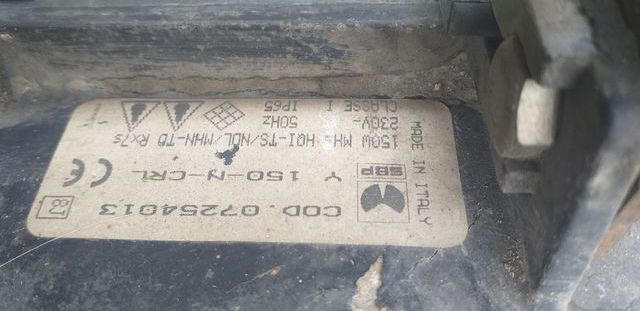 MADE IN ITALY
SBP
COD. 07254013
Y 150-N-CRL CE
150W MH: HQI-TS/NDL/MHN-TD Rx7s
230V~ 50Hz
CLASSE I IP65